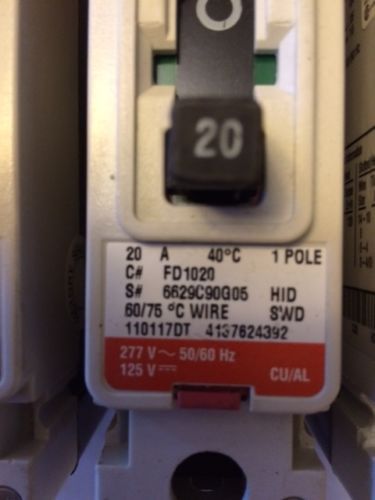 O
20
20 A 40°C 1 POLE
C# FD1020
S# 6629C90G05 HID
60/75 °C WIRE SWD
110117DT 4137624392
277 V ~ 50/60 Hz
125 V ⎓ CU/AL